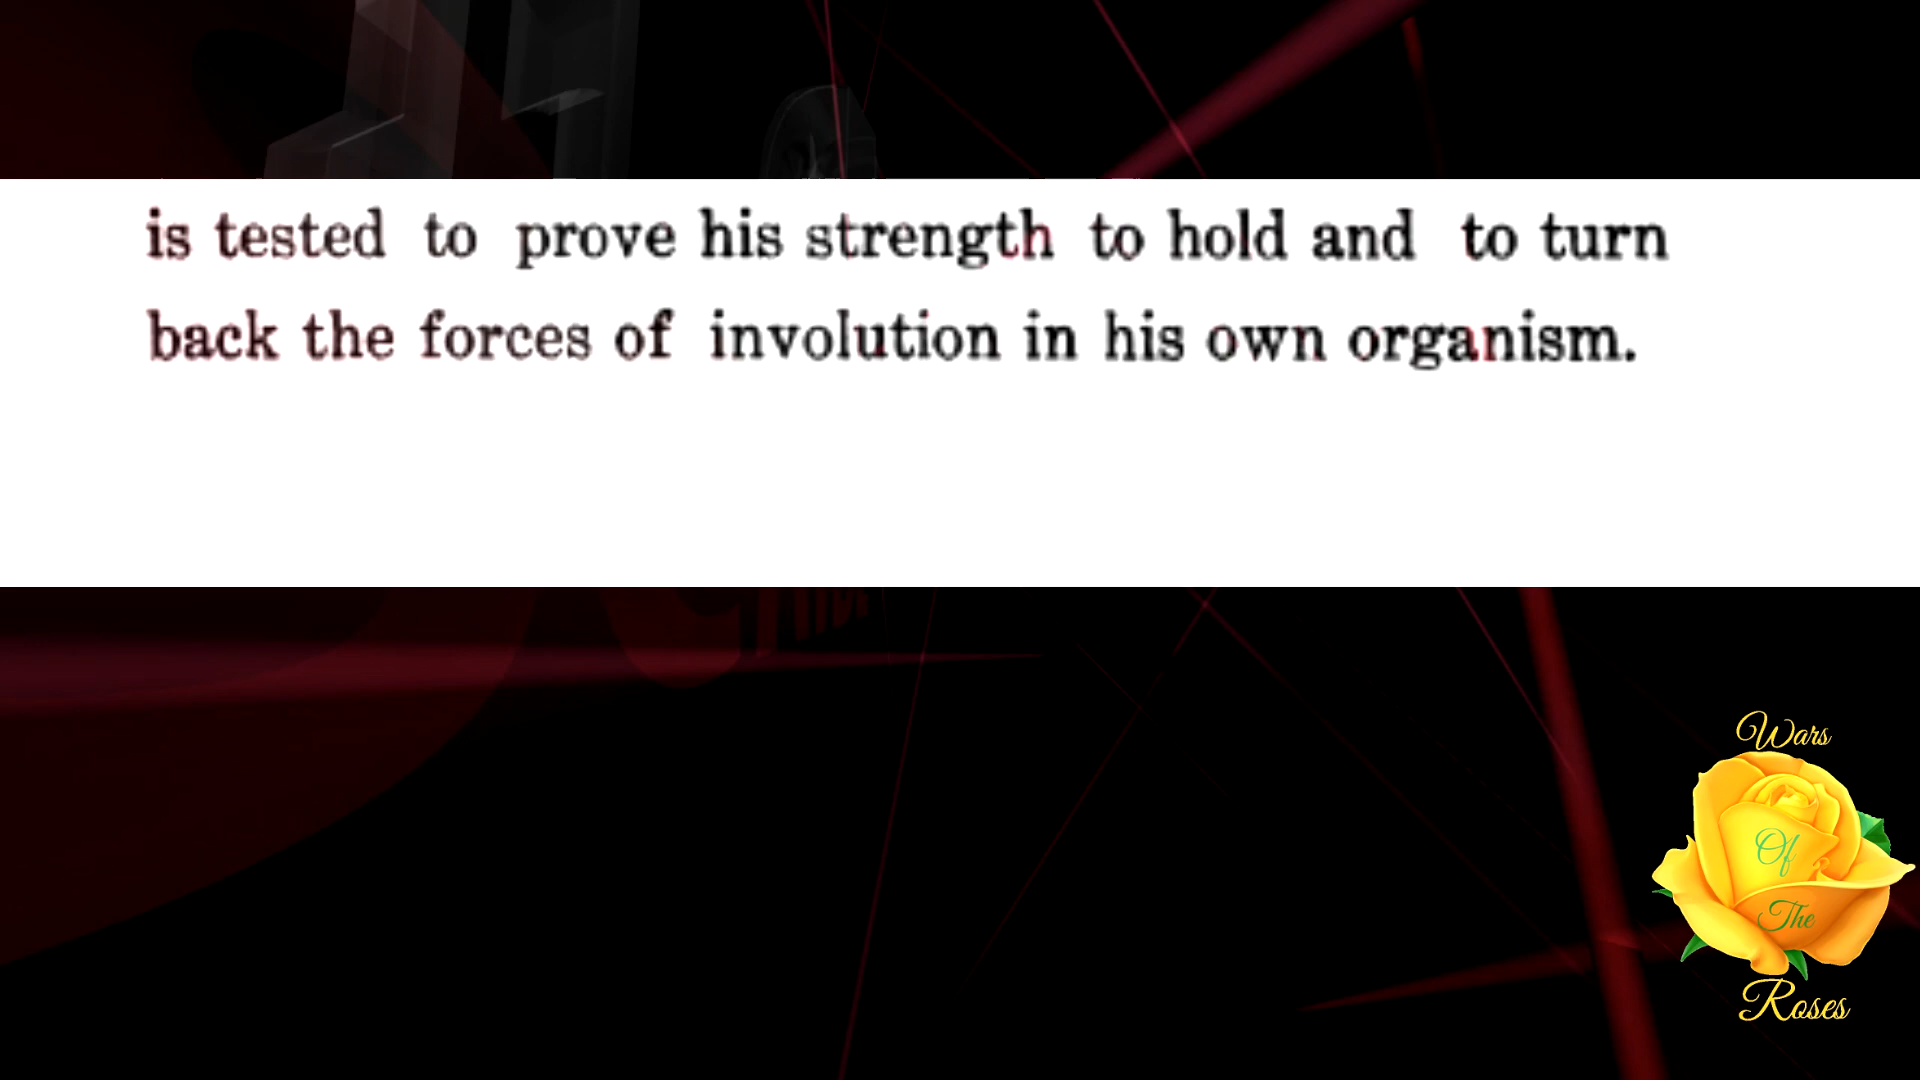 is tested to prove his strength to hold and to turn
back the forces of involution in his own organism.
Wars
Of
The
Roses